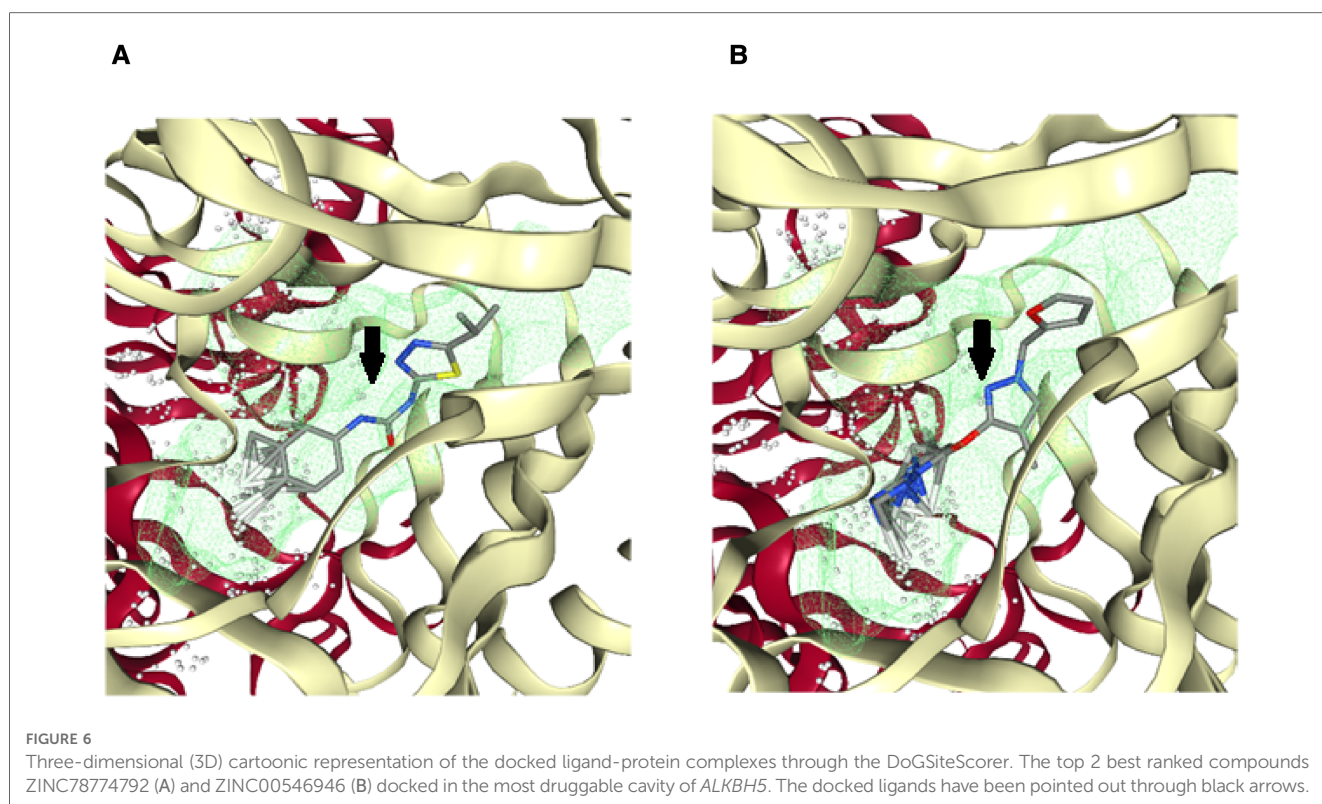 A
B
FIGURE 6
Three-dimensional (3D) cartoonic representation of the docked ligand-protein complexes through the DoGSiteScorer. The top 2 best ranked compounds
ZINC78774792 (A) and ZINC00546946 (B) docked in the most druggable cavity of ALKBH5. The docked ligands have been pointed out through black arrows.